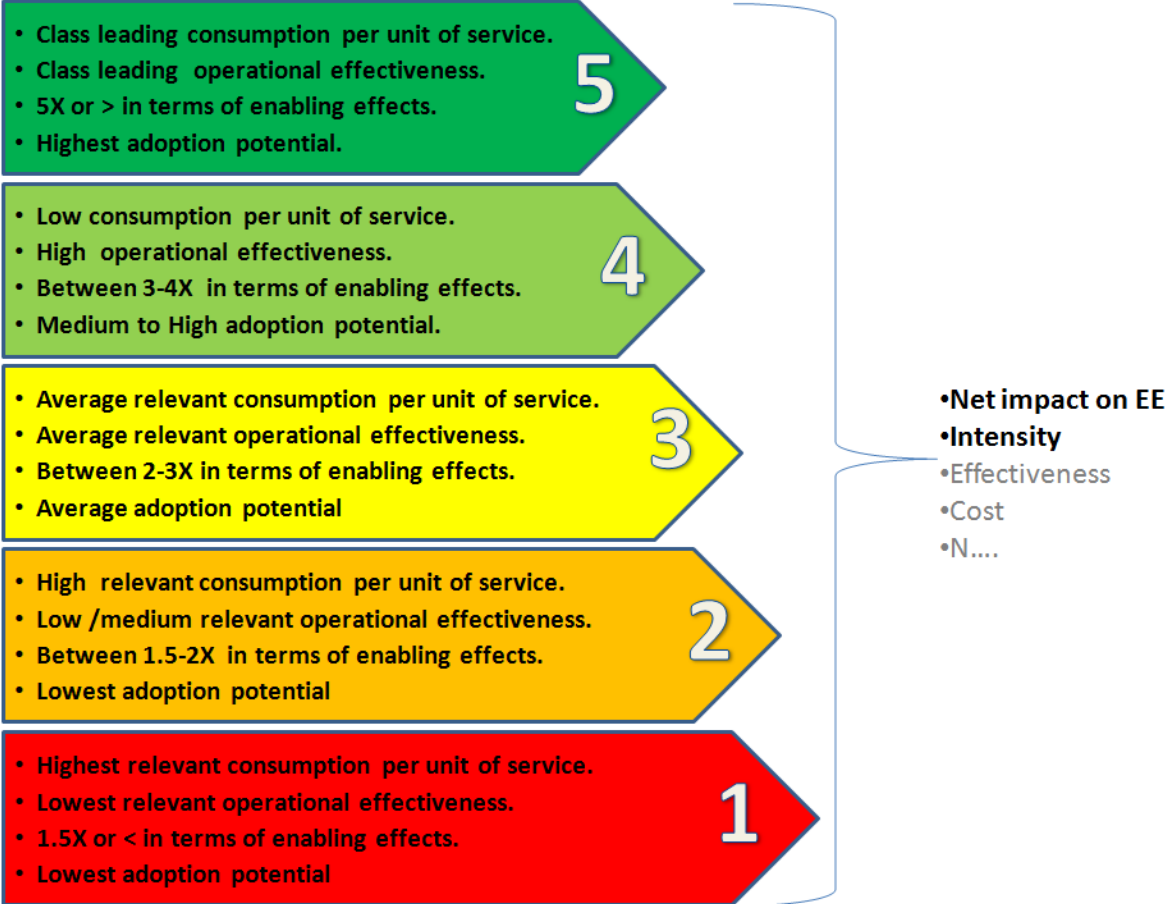 • Class leading consumption per unit of service.
• Class leading operational effectiveness.
• 5X or > in terms of enabling effects.
• Highest adoption potential.
5
• Low consumption per unit of service.
• High operational effectiveness.
• Between 3-4X in terms of enabling effects.
• Medium to High adoption potential.
4
• Average relevant consumption per unit of service.
• Average relevant operational effectiveness.
• Between 2-3X in terms of enabling effects.
• Average adoption potential
3
• High relevant consumption per unit of service.
• Low /medium relevant operational effectiveness.
• Between 1.5-2X in terms of enabling effects.
• Lowest adoption potential
2
• Highest relevant consumption per unit of service.
• Lowest relevant operational effectiveness.
• 1.5X or < in terms of enabling effects.
• Lowest adoption potential
1
•Net impact on EE
•Intensity
•Effectiveness
•Cost
•N....